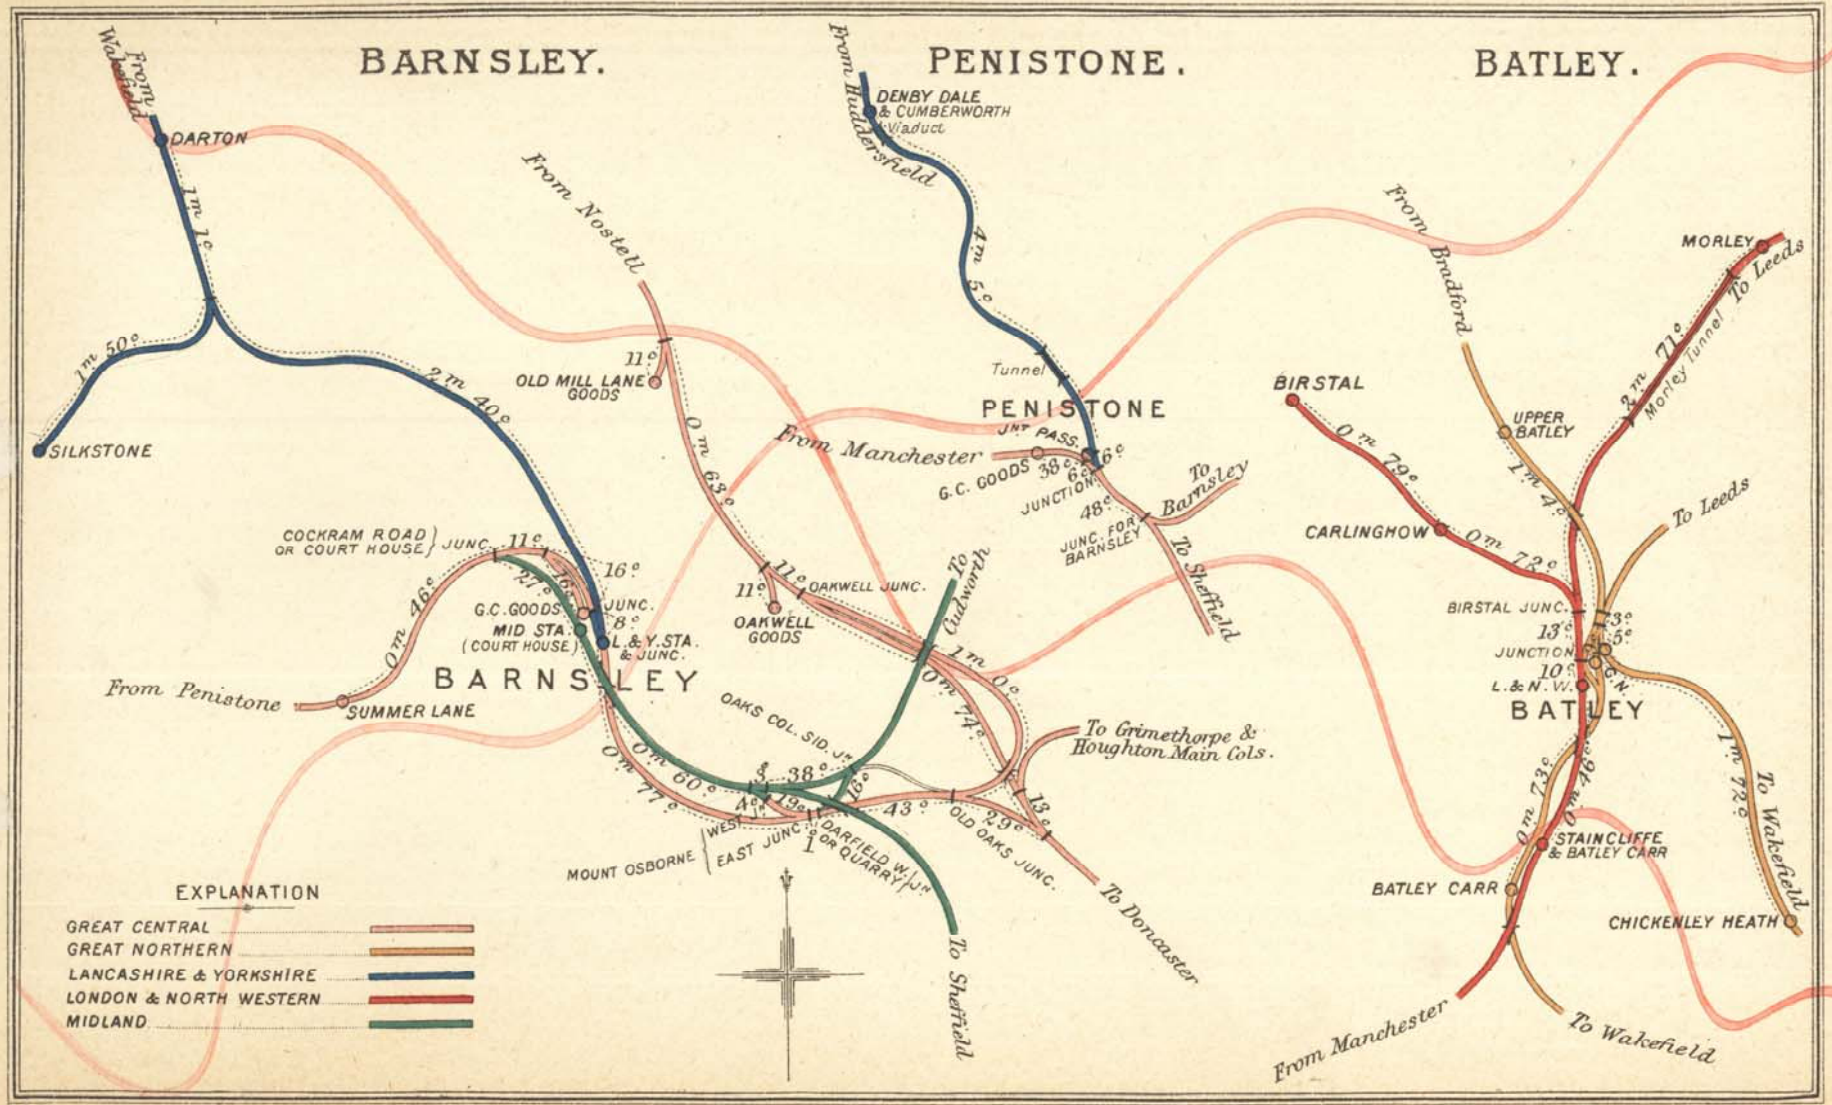 BARNSLEY.
PENISTONE.
BATLEY.
From
Wakefield
DARTON
1m 1c
1m 50c
SILKSTONE
2m 40c
From Nostell
11c
OLD MILL LANE
GOODS
0m 63c
COCKRAM ROAD
OR COURT HOUSE } JUNC.
11c
16c
27c
16c
G.C. GOODS
JUNC.
8c
MID STA.
(COURT HOUSE)
L. & Y. STA.
& JUNC.
0m 46c
BARNSLEY
From Penistone
SUMMER LANE
11c
11c
OAKWELL JUNC.
OAKWELL
GOODS
To
Cudworth
1m 0c
0m 74c
OAKS COL. SID. JN
To Grimethorpe &
Houghton Main Cols.
0m 60c
0m 77c
38c
16c
4c
19c
43c
29c
13c
OLD OAKS JUNC.
MOUNT OSBORNE
WEST JN
EAST JUNC.
1
DARFIELD W.
OR QUARRY } JN
To Doncaster
To Sheffield
EXPLANATION
GREAT CENTRAL
GREAT NORTHERN
LANCASHIRE & YORKSHIRE
LONDON & NORTH WESTERN
MIDLAND
From Huddersfield
DENBY DALE
& CUMBERWORTH
Viaduct
4m 5c
Tunnel
PENISTONE
JNT PASS.
From Manchester
G.C. GOODS
38c
6c
6c
JUNCTION
48c
JUNC. FOR
BARNSLEY
To
Barnsley
To Sheffield
From Bradford
MORLEY
To Leeds
2m 71c
Morley Tunnel
BIRSTAL
UPPER
BATLEY
0m 79c
1m 4c
CARLINGHOW
0m 72c
To Leeds
BIRSTAL JUNC.
3c
13c
5c
JUNCTION
10c
L. & N. W.
G.N.
BATLEY
1m 72c
To Wakefield
0m 73c
0m 46c
STAINCLIFFE
& BATLEY CARR
BATLEY CARR
CHICKENLEY HEATH
From Manchester
To Wakefield